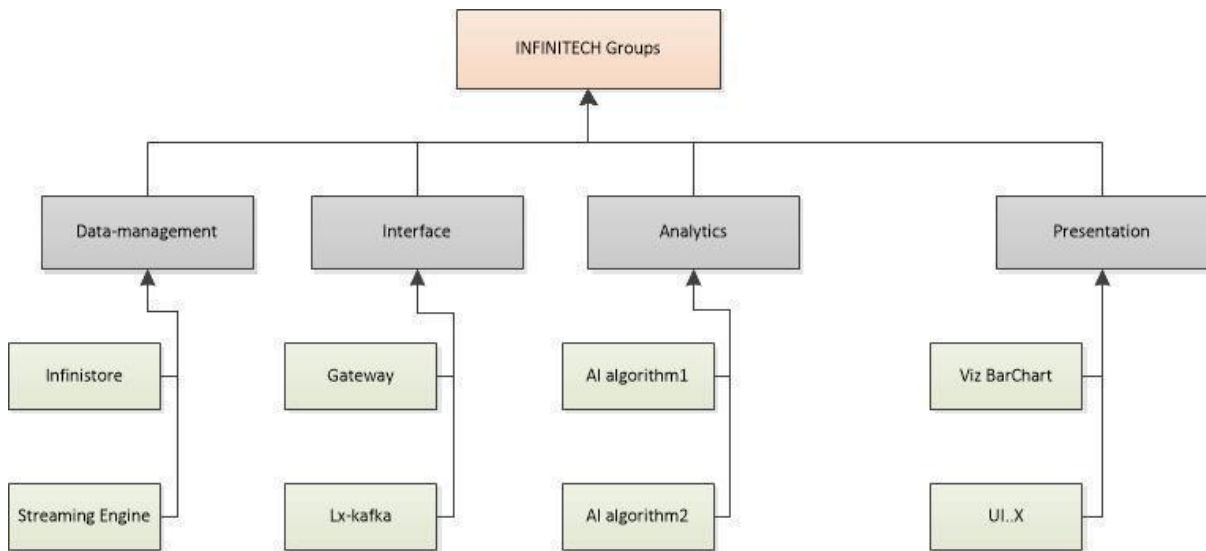 INFINITECH Groups
Data-management
Interface
Analytics
Presentation
Infinistore
Gateway
AI algorithm1
Viz BarChart
Streaming Engine
Lx-kafka
AI algorithm2
UI..X